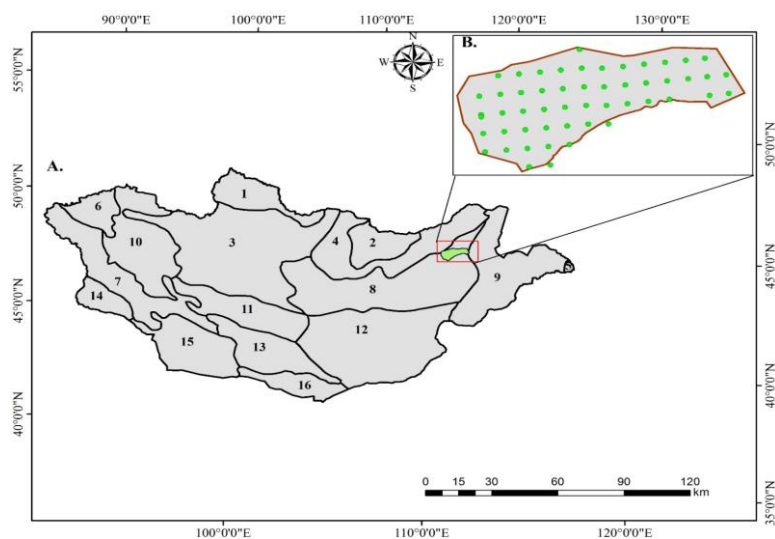 90°0'0"E 100°0'0"E 110°0'0"E 120°0'0"E 130°0'0"E
N
W E
S
B.
55°0'0"N
50°0'0"N
A.
50°0'0"N
1
6
10
3
4
2
45°0'0"N
7
8
9
45°0'0"N
14
11
12
15
13
16
40°0'0"N
40°0'0"N
0 15 30 60 90 120
km
35°0'0"N
100°0'0"E 110°0'0"E 120°0'0"E